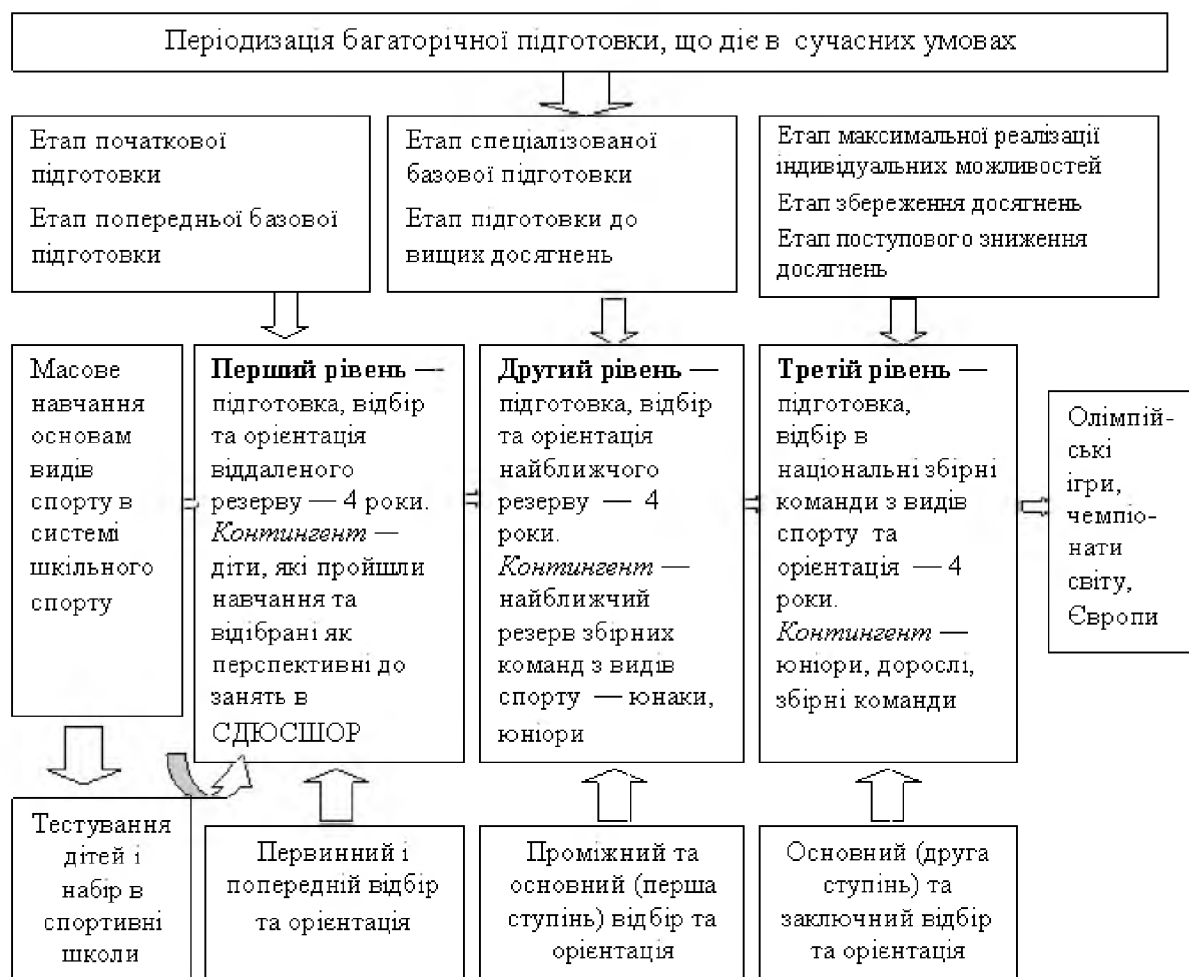 Періодизація багаторічної підготовки, що діє в сучасних умовах
Етап початкової
підготовки
Етап попередньої базової
підготовки
Етап спеціалізованої
базової підготовки
Етап підготовки до
вищих досягнень
Етап максимальної реалізації
індивідуальних можливостей
Етап збереження досягнень
Етап поступового зниження
досягнень
Масове
навчання
основам
видів
спорту в
системі
шкільного
спорту
Перший рівень —
підготовка, відбір
та орієнтація
віддаленого
резерву — 4 роки.
Контингент —
діти, які пройшли
навчання та
відібрані як
перспективні до
занять в
СДЮСШОР
Другий рівень —
підготовка, відбір
та орієнтація
найближчого
резерву — 4
роки.
Контингент —
найближчий
резерв збірних
команд з видів
спорту — юнаки,
юніори
Третій рівень —
підготовка,
відбір в
національні збірні
команди з видів
спорту та
орієнтація — 4
роки.
Контингент —
юніори, дорослі,
збірні команди
Олімпій-
ські
ігри,
чемпіо-
нати
світу,
Європи
Тестування
дітей і
набір в
спортивні
школи
Первинний і
попередній відбір
та орієнтація
Проміжний та
основний (перша
ступінь) відбір та
орієнтація
Основний (друга
ступінь) та
заключний відбір
та орієнтація